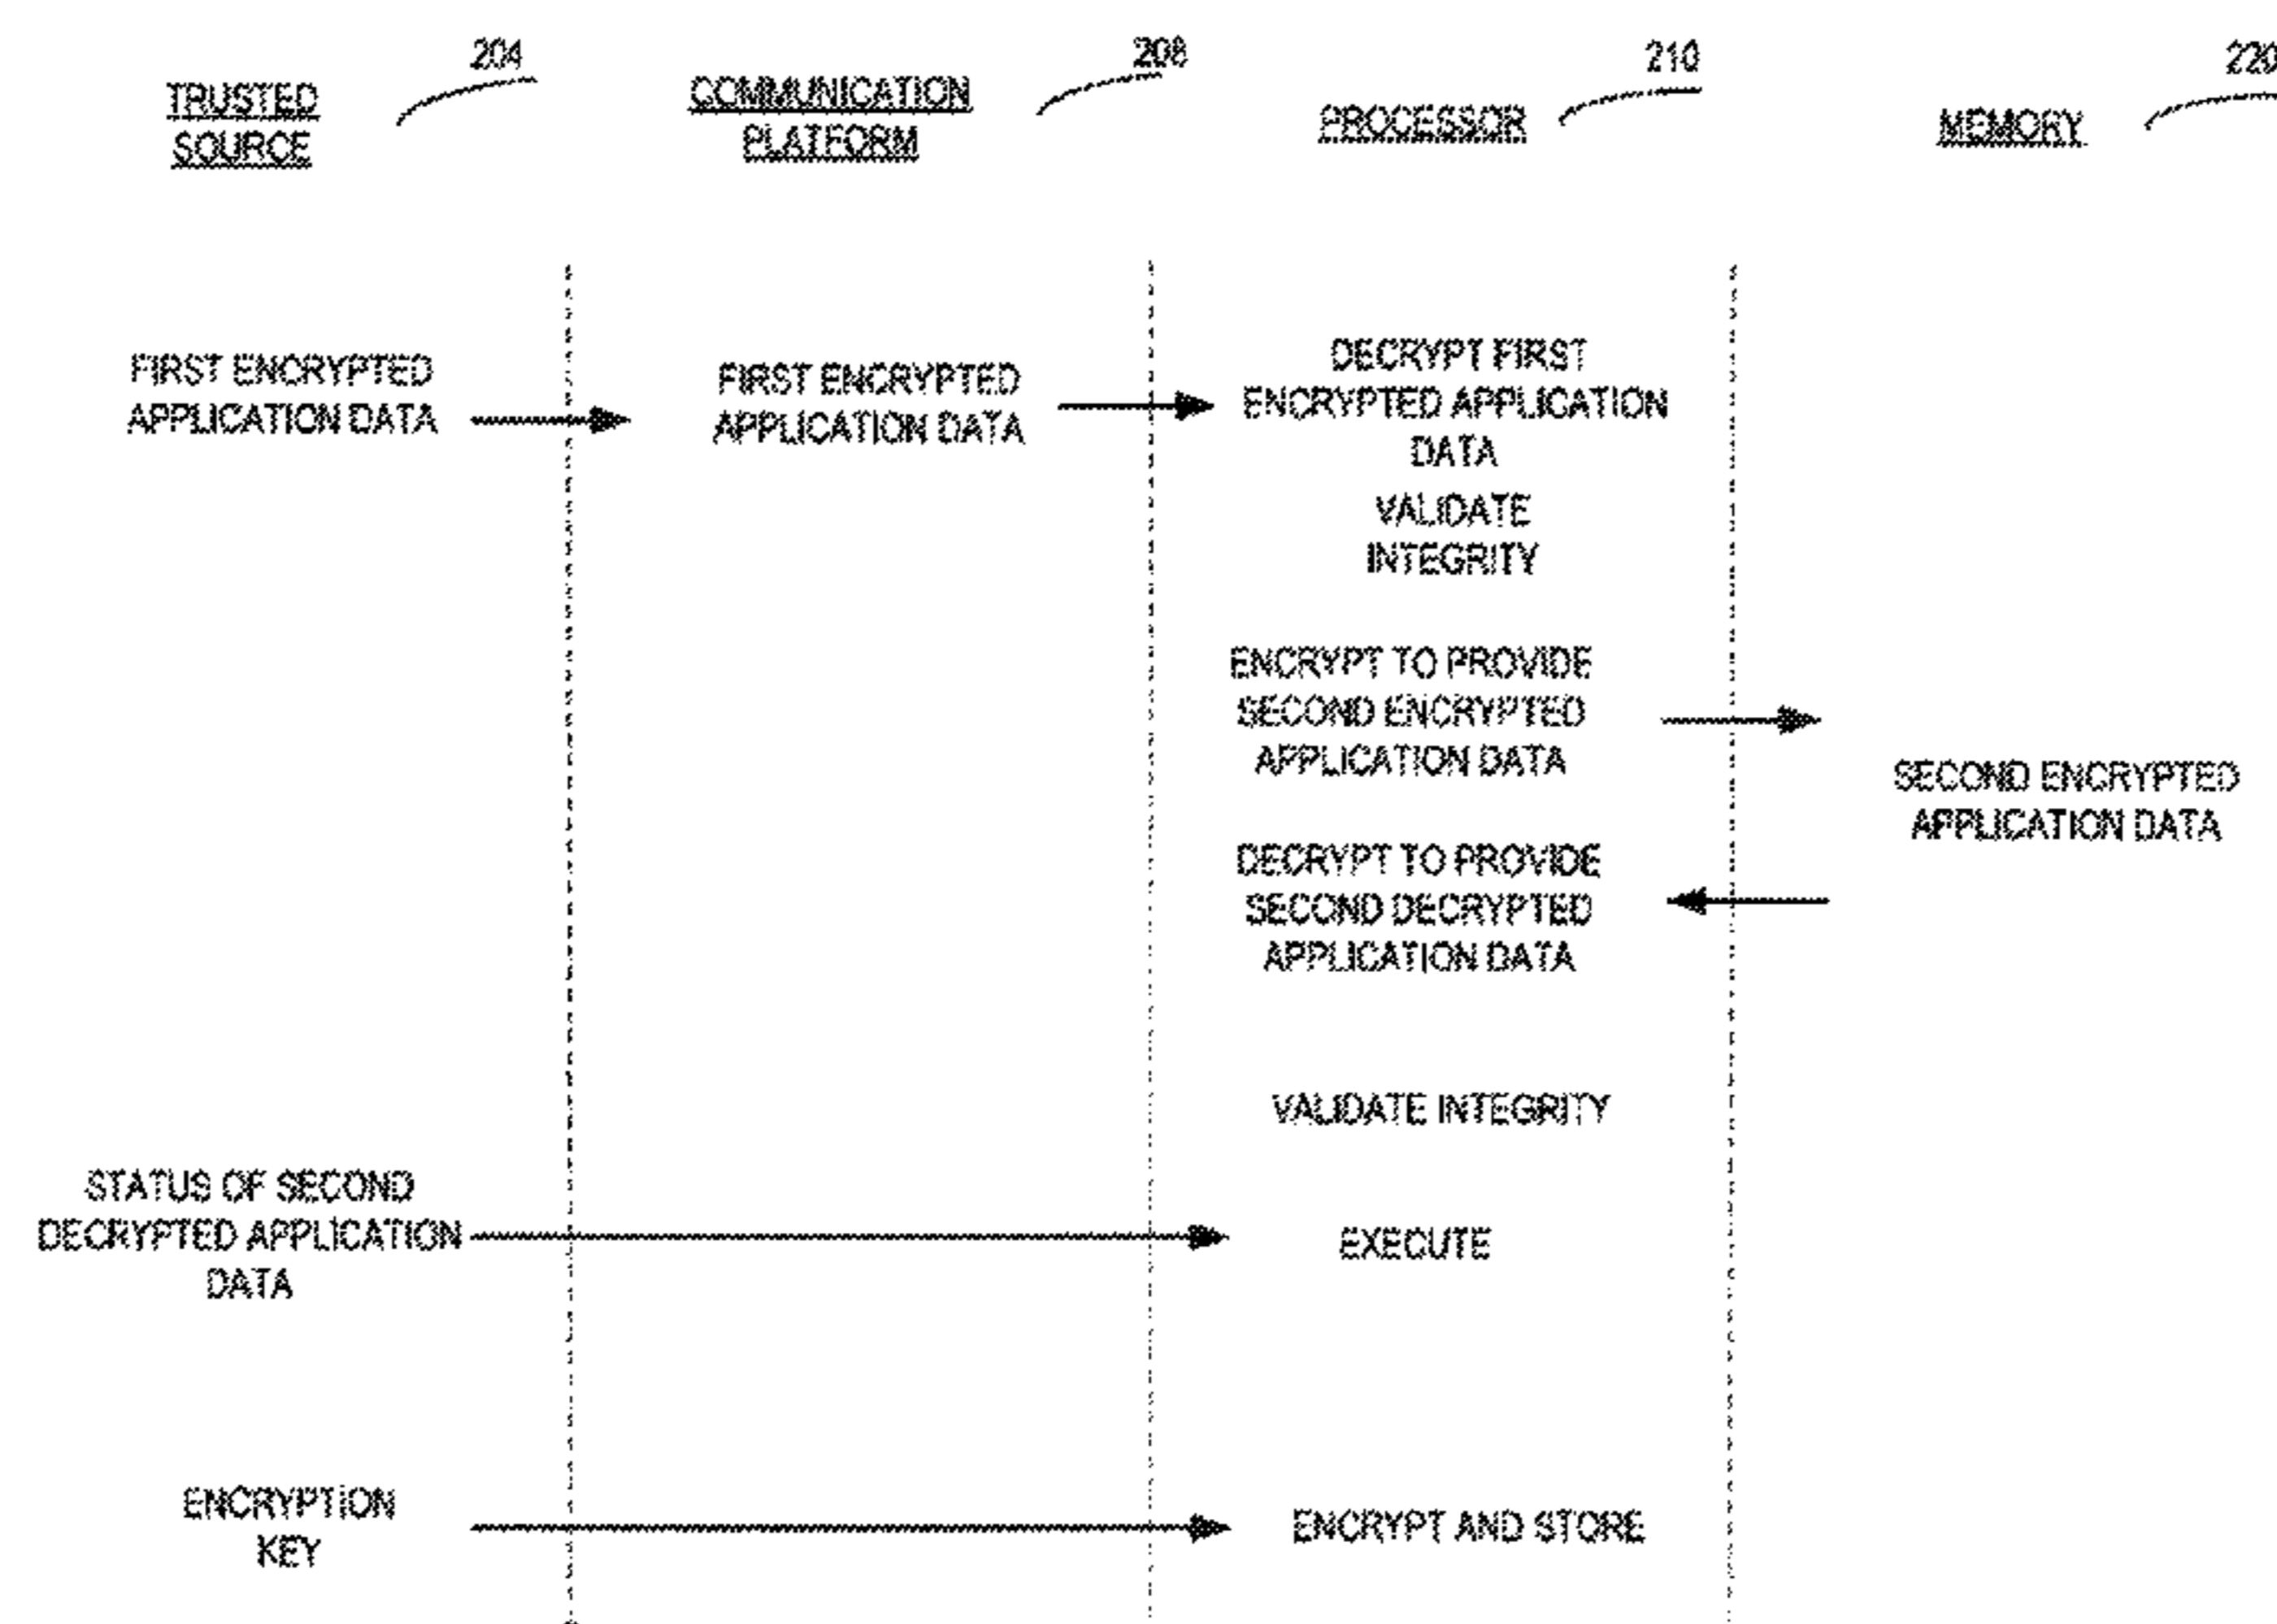 204
TRUSTED
SOURCE
208
COMMUNICATION
PLATFORM
210
PROCESSOR
220
MEMORY
FIRST ENCRYPTED
APPLICATION DATA
FIRST ENCRYPTED
APPLICATION DATA
DECRYPT FIRST
ENCRYPTED APPLICATION
DATA
VALIDATE
INTEGRITY
ENCRYPT TO PROVIDE
SECOND ENCRYPTED
APPLICATION DATA
SECOND ENCRYPTED
APPLICATION DATA
DECRYPT TO PROVIDE
SECOND DECRYPTED
APPLICATION DATA
VALIDATE INTEGRITY
STATUS OF SECOND
DECRYPTED APPLICATION
DATA
EXECUTE
ENCRYPTION
KEY
ENCRYPT AND STORE